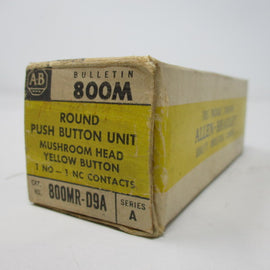 A-B
BULLETIN
800M
ROUND
PUSH BUTTON UNIT
MUSHROOM HEAD
YELLOW BUTTON
1 NO – 1 NC CONTACTS
CAT. NO. 800MR-D9A
SERIES A
ALLEN-BRADLEY